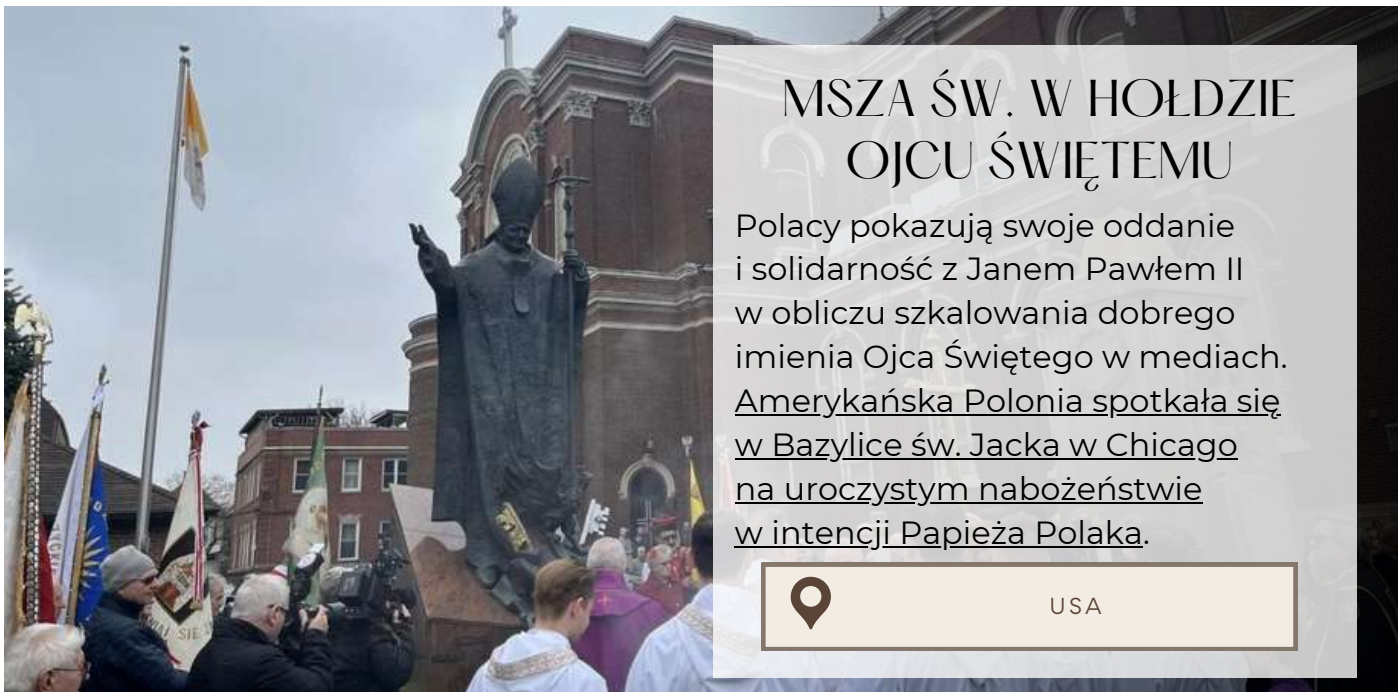 MSZA ŚW. W HOŁDZIE
OJCU ŚWIĘTEMU
Polacy pokazują swoje oddanie
i solidarność z Janem Pawłem II
w obliczu szkalowania dobrego
imienia Ojca Świętego w mediach.
Amerykańska Polonia spotkała się
w Bazylice św. Jacka w Chicago
na uroczystym nabożeństwie
w intencji Papieża Polaka.
USA